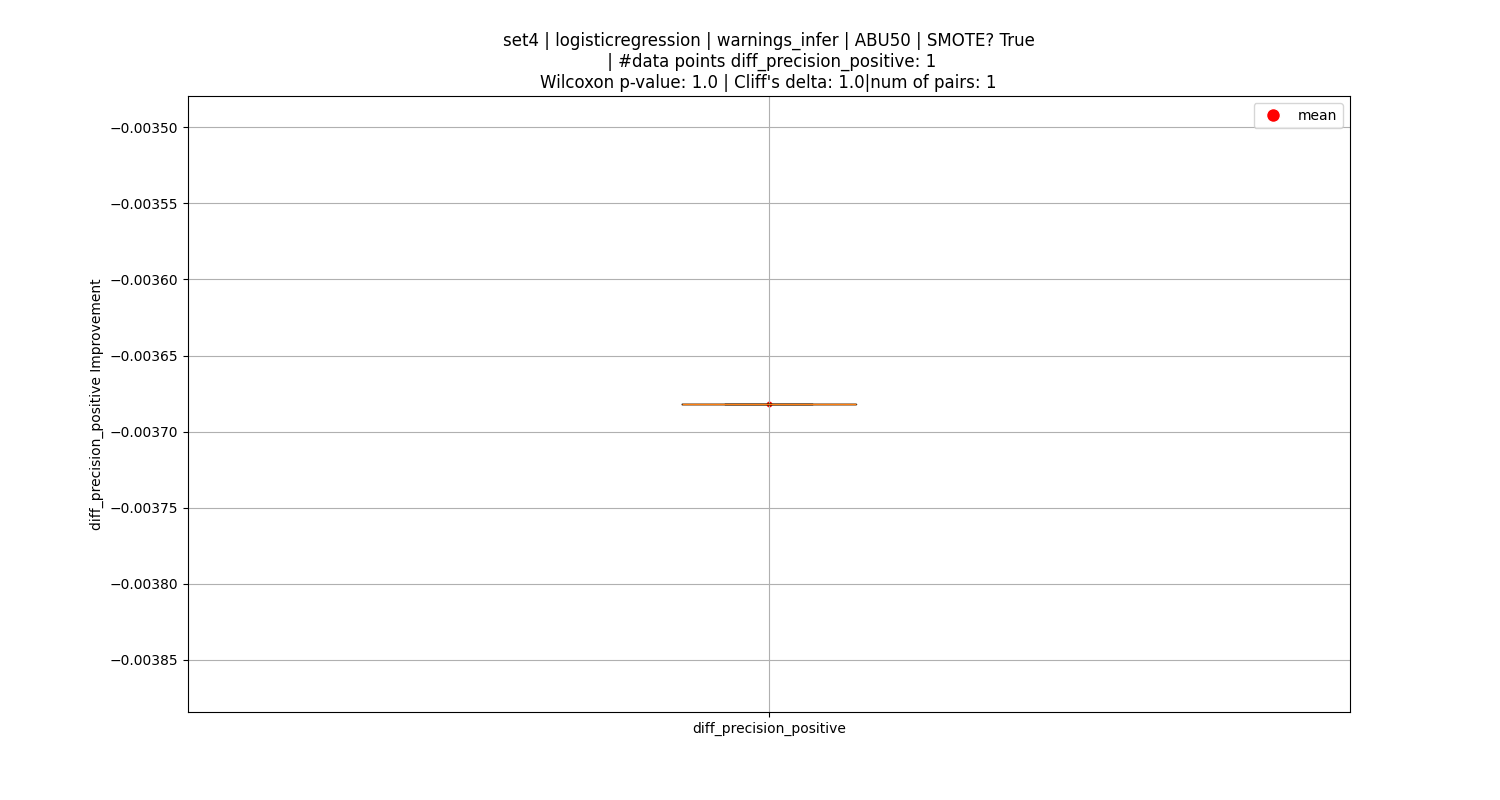 set4 | logisticregression | warnings_infer | ABU50 | SMOTE? True
| #data points diff_precision_positive: 1
Wilcoxon p-value: 1.0 | Cliff's delta: 1.0|num of pairs: 1
mean
−0.00350
−0.00355
−0.00360
−0.00365
−0.00370
−0.00375
−0.00380
−0.00385
diff_precision_positive Improvement
diff_precision_positive